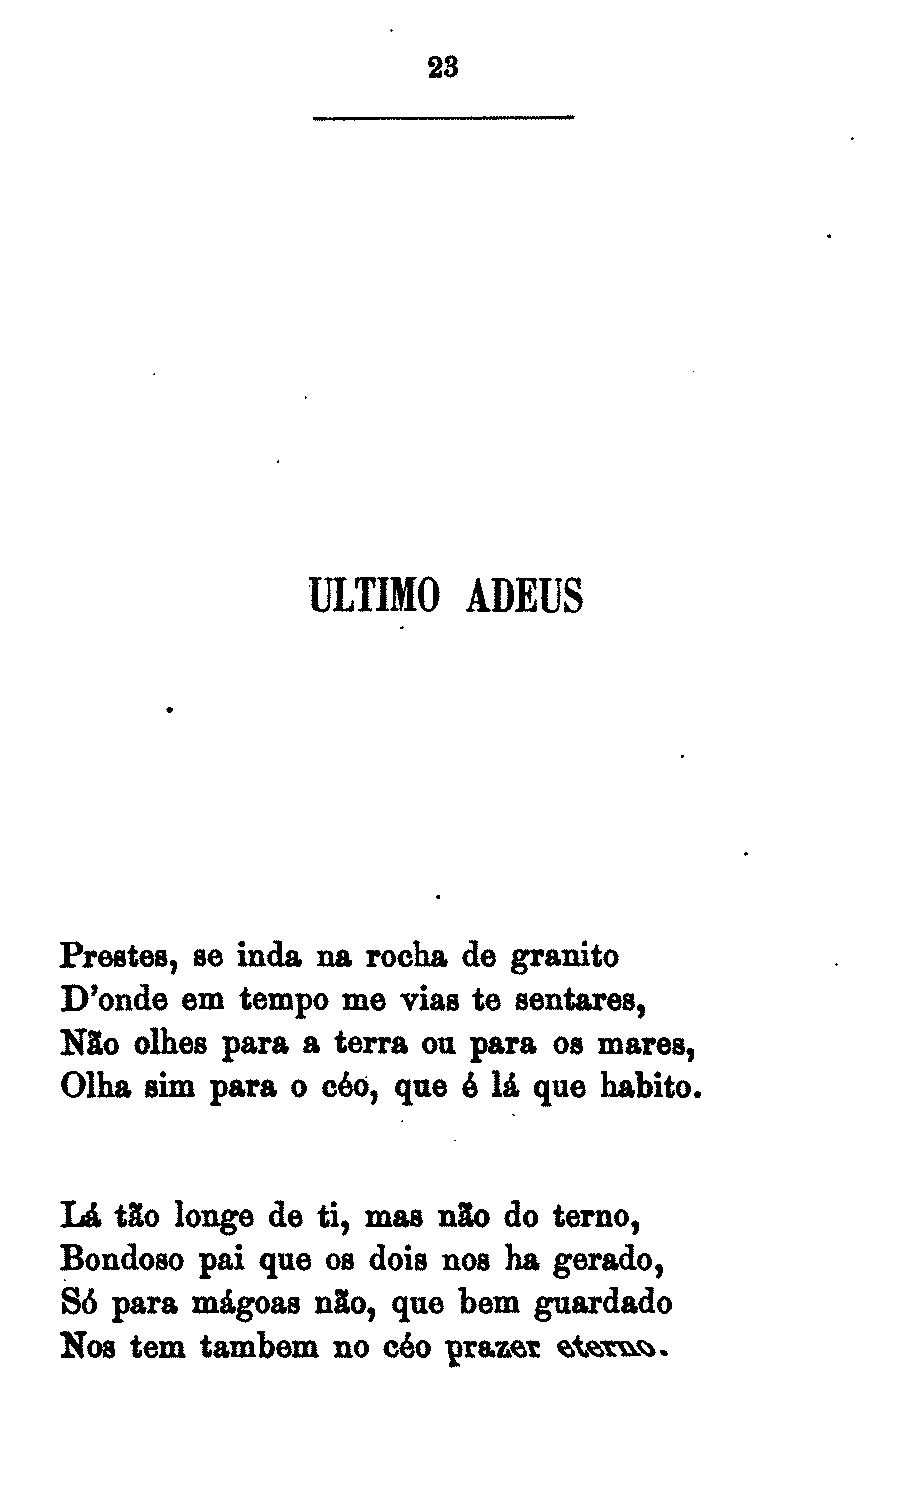 23
ULTIMO ADEUS
Prestes, se inda na rocha de granito
D'onde em tempo me vias te sentares,
Não olhes para a terra ou para os mares,
Olha sim para o céo, que é lá que habito.
Lá tão longe de ti, mas não do terno,
Bondoso pai que os dois nos ha gerado,
Só para mágoas não, que bem guardado
Nos tem tambem no céo prazer eterno.